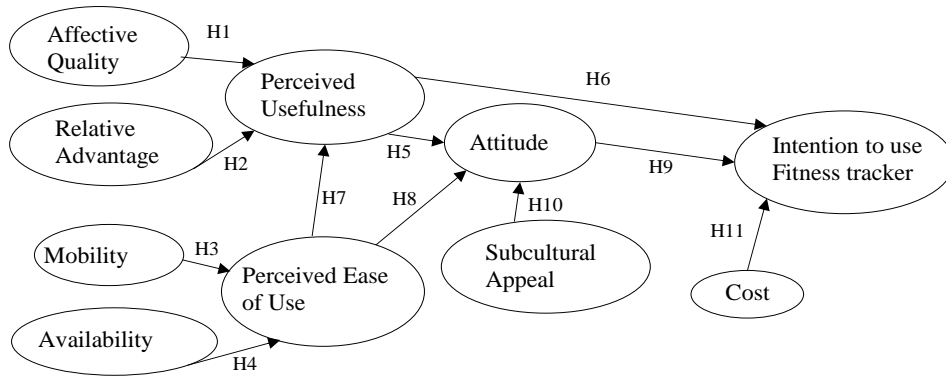 Affective
Quality
H1
Perceived
Usefulness
H6
Relative
Advantage
H2
H5
Attitude
H9
Intention to use
Fitness tracker
H7
H8
H10
H11
Mobility
H3
Perceived Ease
of Use
Subcultural
Appeal
Cost
Availability
H4